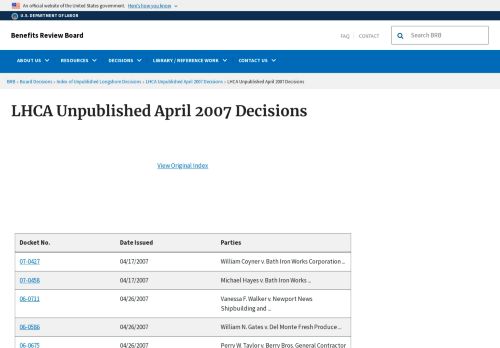 An official website of the United States government. Here's how you know
U.S. DEPARTMENT OF LABOR
Benefits Review Board
FAQ CONTACT
Search BRB
ABOUT US RESOURCES DECISIONS LIBRARY / REFERENCE WORK CONTACT US
BRB » Board Decisions » Index of Unpublished Longshore Decisions » LHCA Unpublished April 2007 Decisions » LHCA Unpublished April 2007 Decisions
LHCA Unpublished April 2007 Decisions
View Original Index
Docket No. Date Issued Parties
07-0427 04/17/2007 William Coyner v. Bath Iron Works Corporation ...
07-0458 04/17/2007 Michael Hayes v. Bath Iron Works ...
06-0711 04/26/2007 Vanessa F. Walker v. Newport News
Shipbuilding and ...
06-0586 04/26/2007 William N. Gates v. Del Monte Fresh Produce ...
06-0675 04/26/2007 Perry W. Taylor v. Berry Bros. General Contractor